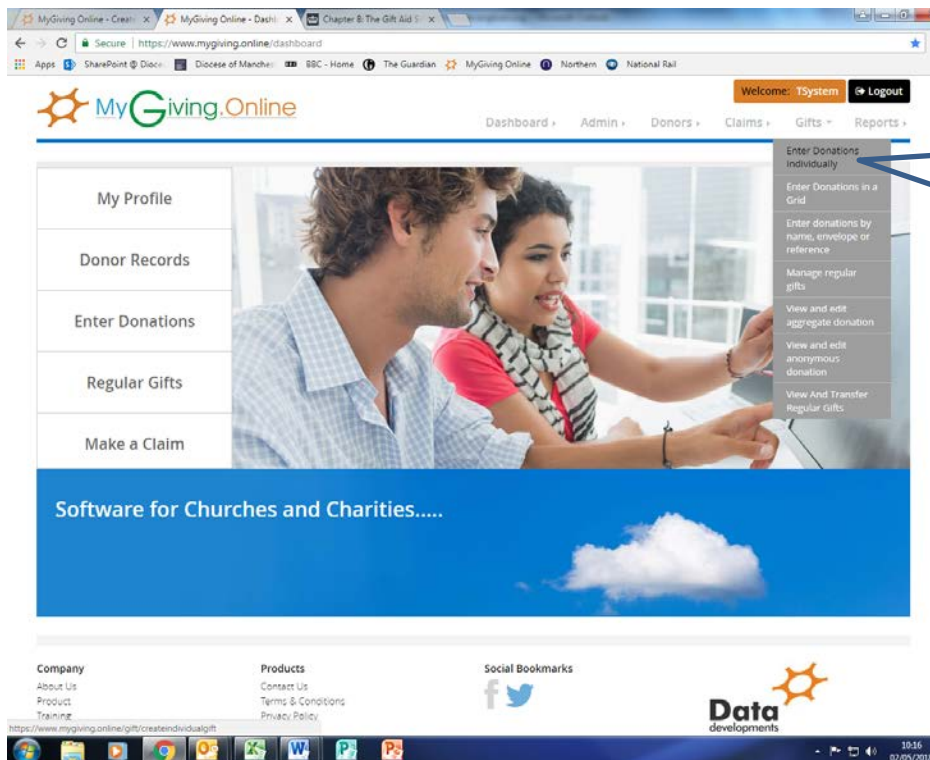 MyGiving Online - Creat
MyGiving Online - Dashb
Chapter 8: The Gift Aid S
Secure | https://www.mygiving.online/dashboard
Apps
SharePoint @ Dioce
Diocese of Manches
BBC - Home
The Guardian
MyGiving Online
Northern
National Rail
MyGiving.Online
Welcome: TSystem
Logout
Dashboard
Admin
Donors
Claims
Gifts
Reports
Enter Donations
Individually
Enter Donations in a
Grid
Enter donations by
name, envelope or
reference
Manage regular
gifts
View and edit
aggregate donation
View and edit
anonymous
donation
View And Transfer
Regular Gifts
My Profile
Donor Records
Enter Donations
Regular Gifts
Make a Claim
Software for Churches and Charities.....
Company
About Us
Product
Training
Products
Contact Us
Terms & Conditions
Privacy Policy
Social Bookmarks
Data
developments
https://www.mygiving.online/gift/createindividualgift
10:16
02/05/201